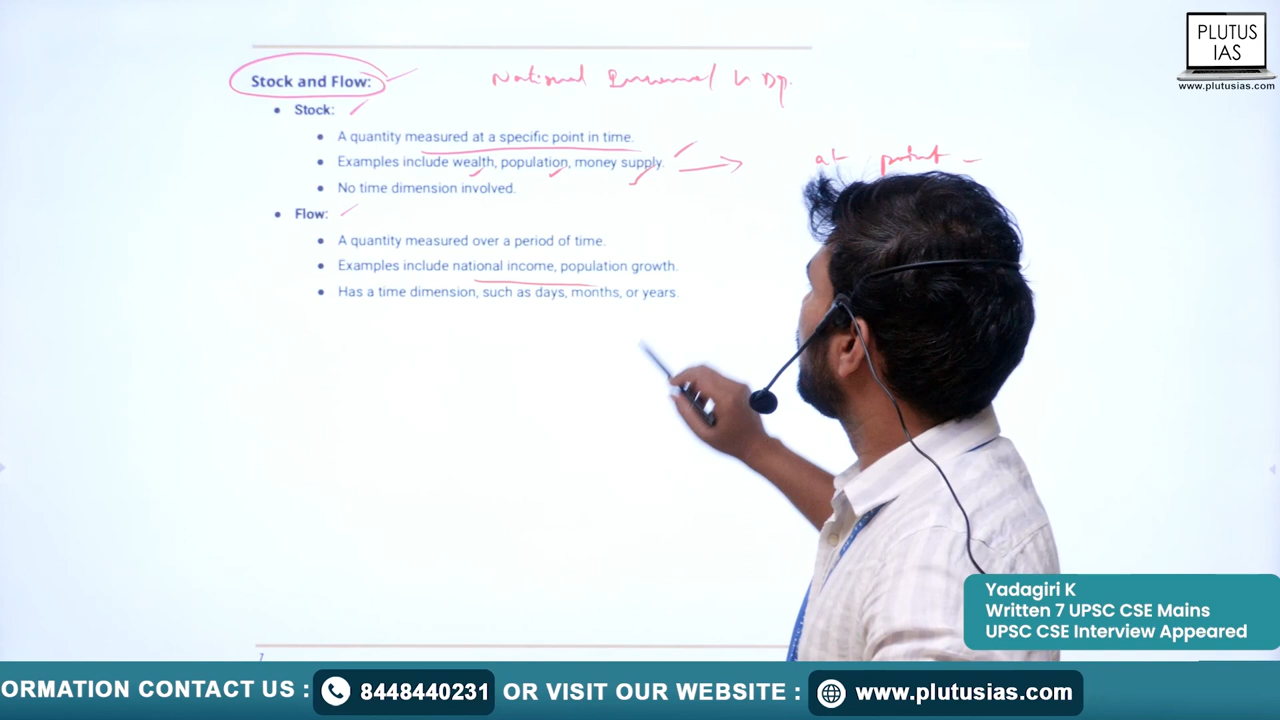 PLUTUS
IAS
www.plutusias.com
Stock and Flow:
National
• Stock:
• A quantity measured at a specific point in time.
• Examples include wealth, population, money supply.
at point -
• No time dimension involved.
• Flow:
• A quantity measured over a period of time.
• Examples include national income, population growth.
• Has a time dimension, such as days, months, or years.
7
Yadagiri K
Written 7 UPSC CSE Mains
UPSC CSE Interview Appeared
ORMATION CONTACT US : 8448440231 OR VISIT OUR WEBSITE : www.plutusias.com